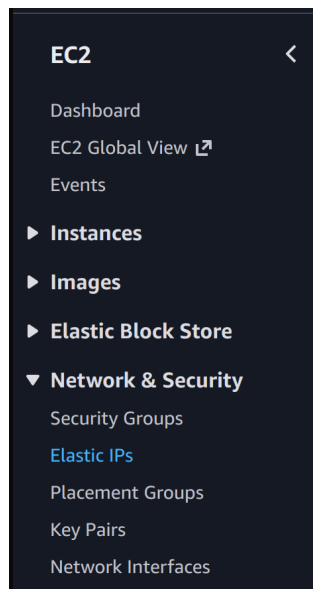 EC2
Dashboard
EC2 Global View
Events
Instances
Images
Elastic Block Store
Network & Security
Security Groups
Elastic IPs
Placement Groups
Key Pairs
Network Interfaces